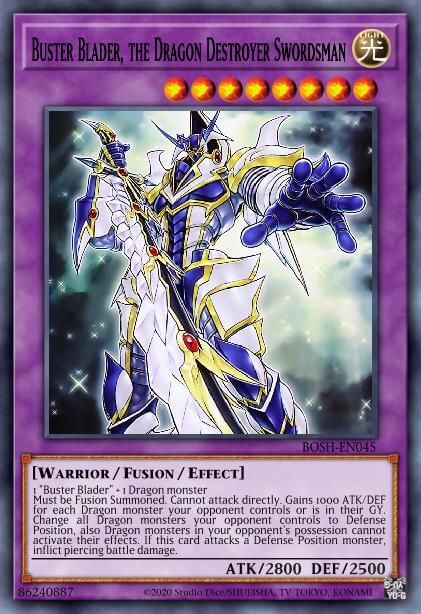 Buster Blader, the Dragon Destroyer Swordsman
LIGHT
光
BOSH-EN045
[Warrior / Fusion / Effect]
1 "Buster Blader" + 1 Dragon monster
Must be Fusion Summoned. Cannot attack directly. Gains 1000 ATK/DEF
for each Dragon monster your opponent controls or is in their GY.
Change all Dragon monsters your opponent controls to Defense
Position, also Dragon monsters in your opponent's possession cannot
activate their effects. If this card attacks a Defense Position monster,
inflict piercing battle damage.
ATK/2800 DEF/2500
86240887
©2020 Studio Dice/SHUEISHA, TV TOKYO, KONAMI